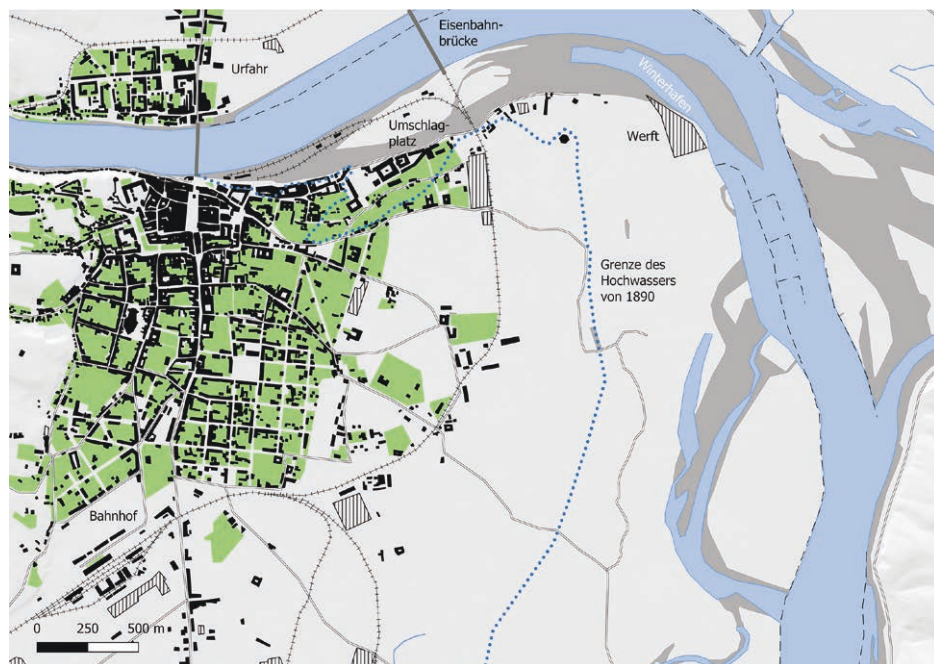 Eisenbahn-
brücke
Urfahr
Winterhafen
Umschlag-
platz
Werft
Grenze des
Hochwassers
von 1890
Bahnhof
0 250 500 m